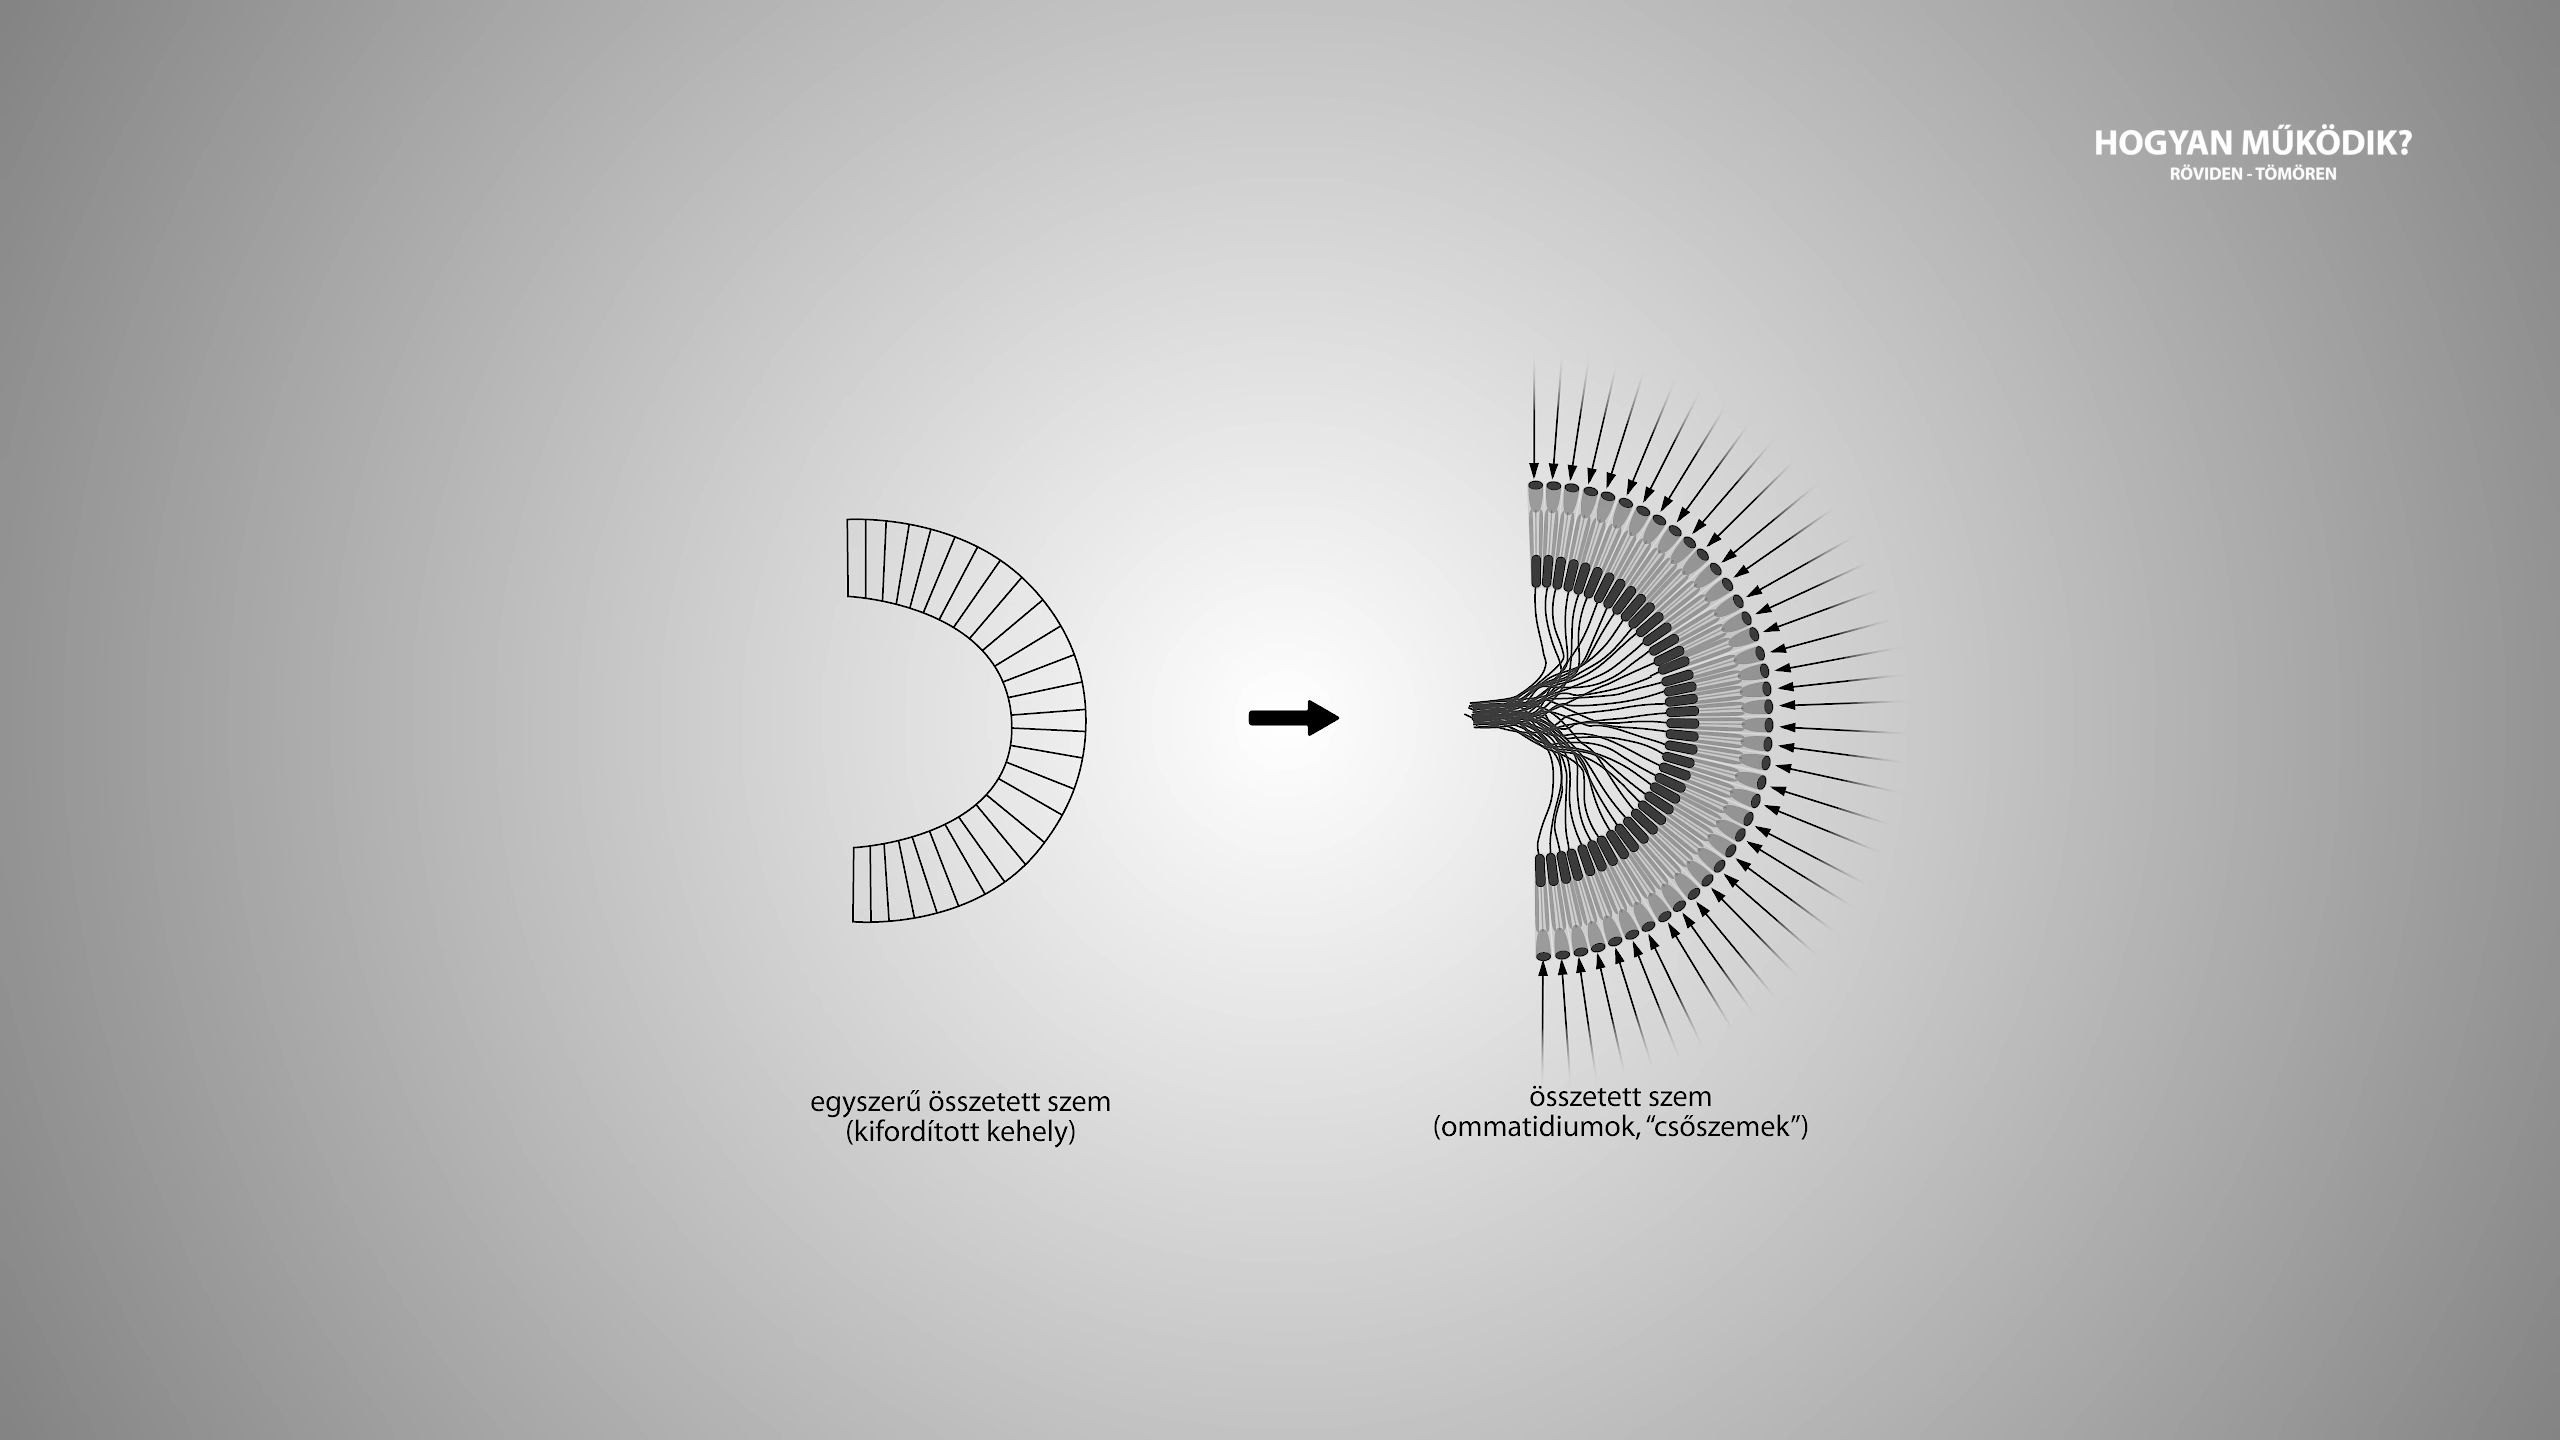 HOGYAN MŰKÖDIK?
RÖVIDEN - TÖMÖREN
egyszerű összetett szem
(kifordított kehely)
összetett szem
(ommatidiumok, “csőszemek”)